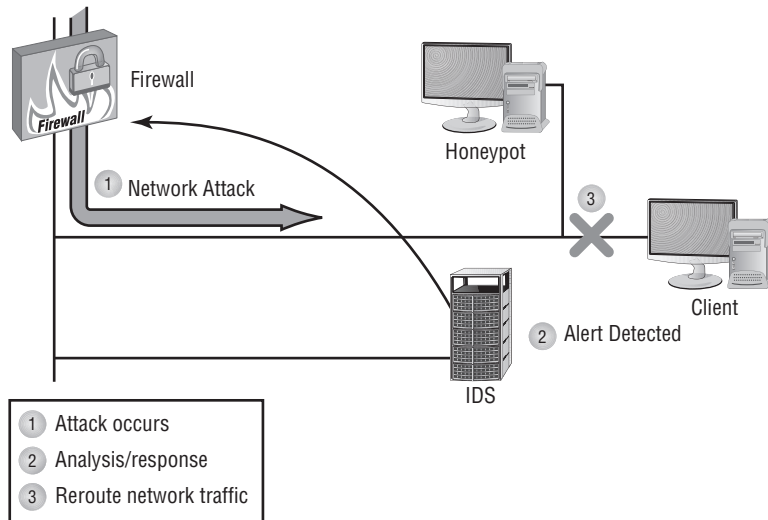 Firewall
Firewall
Honeypot
1 Network Attack
3
Client
2 Alert Detected
IDS
1 Attack occurs
2 Analysis/response
3 Reroute network traffic